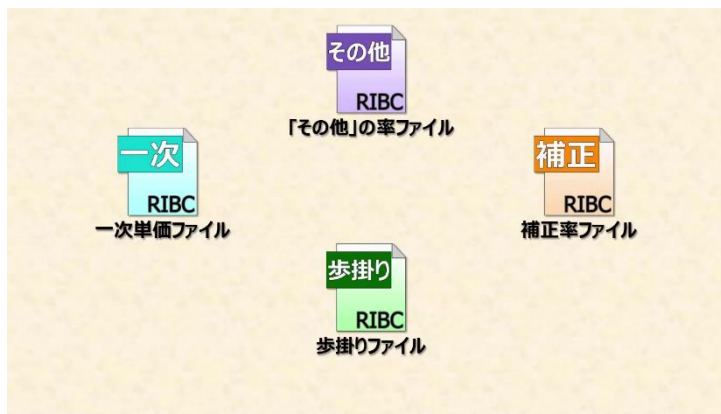 その他
RIBC
「その他」の率ファイル
一次
RIBC
一次単価ファイル
補正
RIBC
補正率ファイル
歩掛り
RIBC
歩掛りファイル